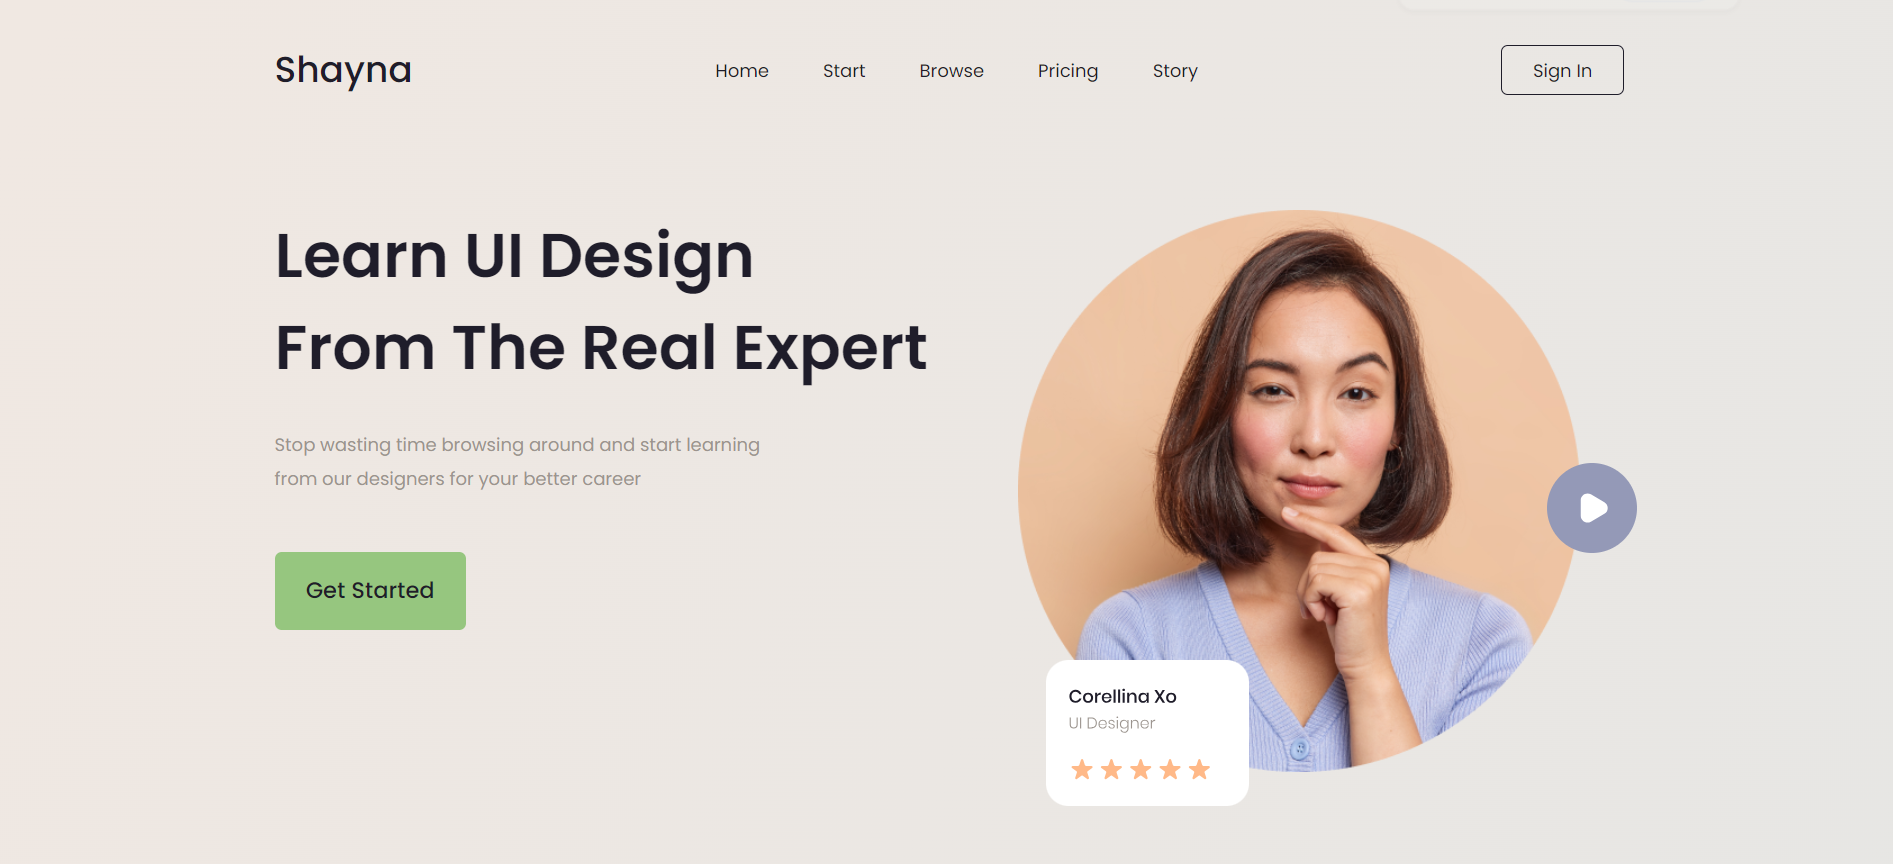 Shayna
Home
Start
Browse
Pricing
Story
Sign In
Learn UI Design
From The Real Expert
Stop wasting time browsing around and start learning
from our designers for your better career
Get Started
Corellina Xo
UI Designer